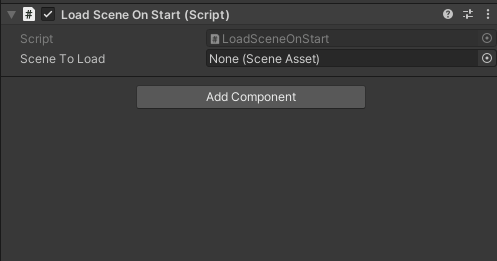 Load Scene On Start (Script)
Script LoadSceneOnStart
Scene To Load None (Scene Asset)
Add Component